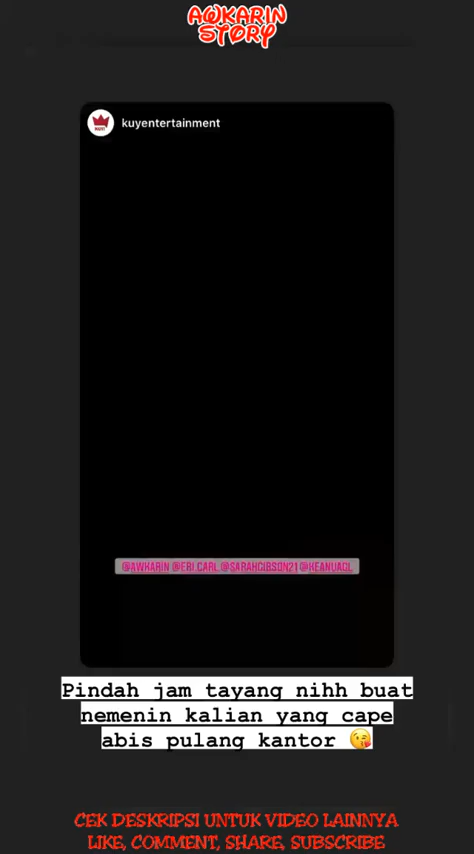 AWKARIN
STORY
KUY!
kuyentertainment
@AWKARIN @ERI.CARL @SARAHGIBSON21 @KEANUAGL
Pindah jam tayang nihh buat
nemenin kalian yang cape
abis pulang kantor 😘
CEK DESKRIPSI UNTUK VIDEO LAINNYA
LIKE, COMMENT, SHARE, SUBSCRIBE